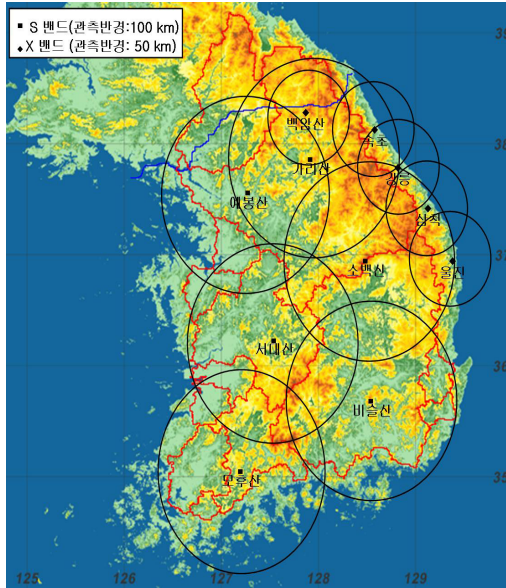 S 밴드(관측반경:100 km)
X 밴드(관측반경: 50 km)
39
백암산
속초
38
가리산
강릉
예봉산
삼척
37
소백산
울진
서대산
36
비슬산
35
모후산
125
126
127
128
129